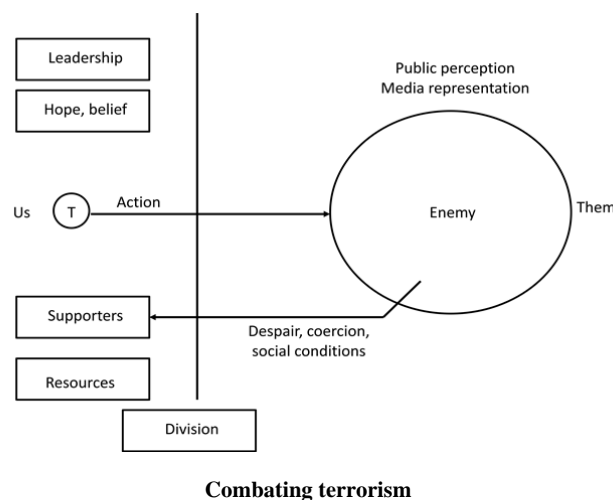 Leadership
Hope, belief
Public perception
Media representation
Us
T
Action
Enemy
Them
Supporters
Despair, coercion,
social conditions
Resources
Division
Combating terrorism